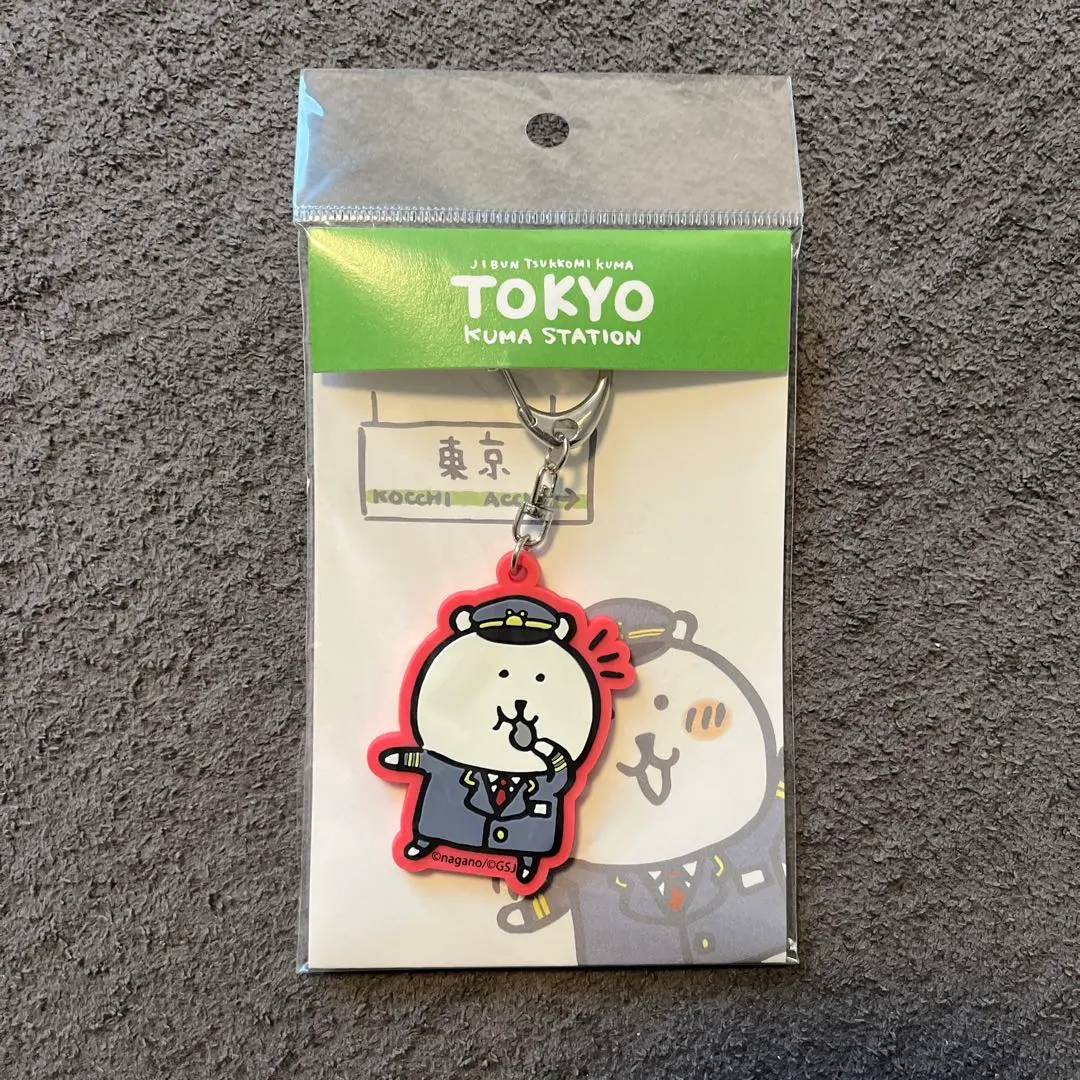 JIBUN TSUKKOMI KUMA
TOKYO
KUMA STATION
東京
KOCCHI
©nagano/©GSJ